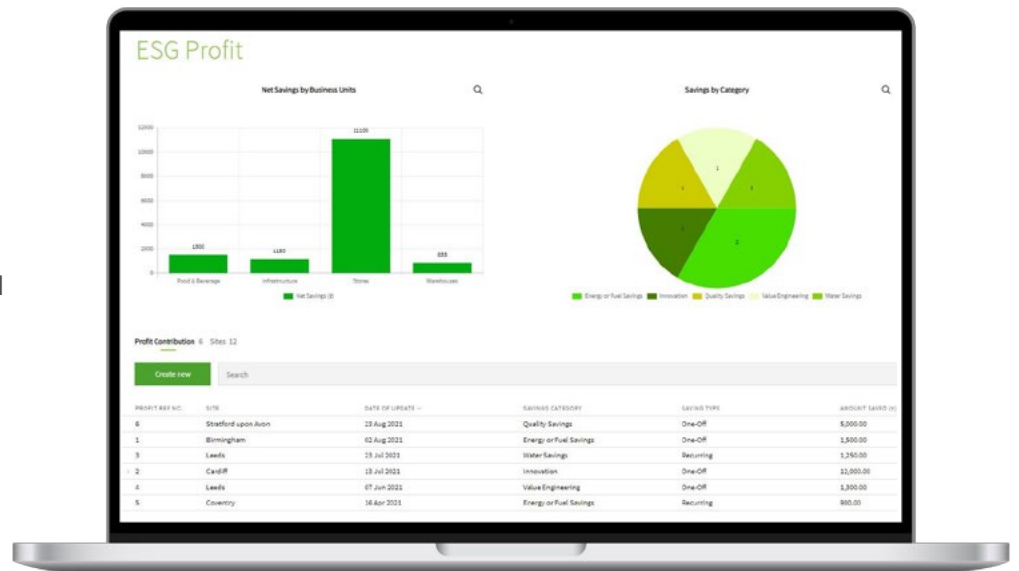 ESG Profit
Net Savings by Business Units
Savings by Category
12000
11100
10000
8000
6000
4000
2000
0
Food & Beverage Infrastructure Stores Warehouses
Net Savings
1
2
Energy or Fuel Savings Innovation Quality Savings Value Engineering Water Savings
Profit Contribution 6 Sites 12
Create new Search
PROFIT REF NO. SITE DATE OF UPDATE SAVINGS CATEGORY SAVING TYPE AMOUNT SAVED
6 Stratford upon Avon 23 Aug 2021 Quality Savings One-Off 5,000.00
1 Birmingham 02 Aug 2021 Energy or Fuel Savings One-Off 1,500.00
3 Leeds 23 Jul 2021 Water Savings Recurring 1,250.00
2 Cardiff 13 Jul 2021 Innovation One-Off 12,000.00
4 Leeds 07 Jun 2021 Value Engineering One-Off 1,300.00
5 Coventry 16 Apr 2021 Energy or Fuel Savings Recurring 900.00